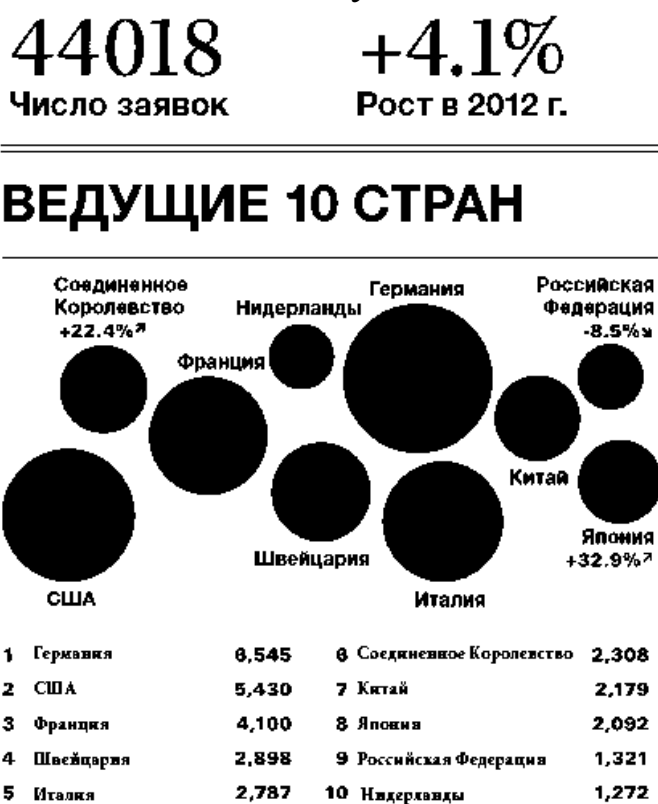 44018
+4.1%
Число заявок
Рост в 2012 г.
ВЕДУЩИЕ 10 СТРАН
Соединенное
Королевство
+22.4%↗
Нидерланды
Германия
Российская
Федерация
-8.5%↘
Франция
Китай
Швейцария
Япония
+32.9%↗
США
Италия
1 Германия 6,545
2 США 5,430
3 Франция 4,100
4 Швейцария 2,898
5 Италия 2,787
6 Соединенное Королевство 2,308
7 Китай 2,179
8 Япония 2,092
9 Российская Федерация 1,321
10 Нидерланды 1,272